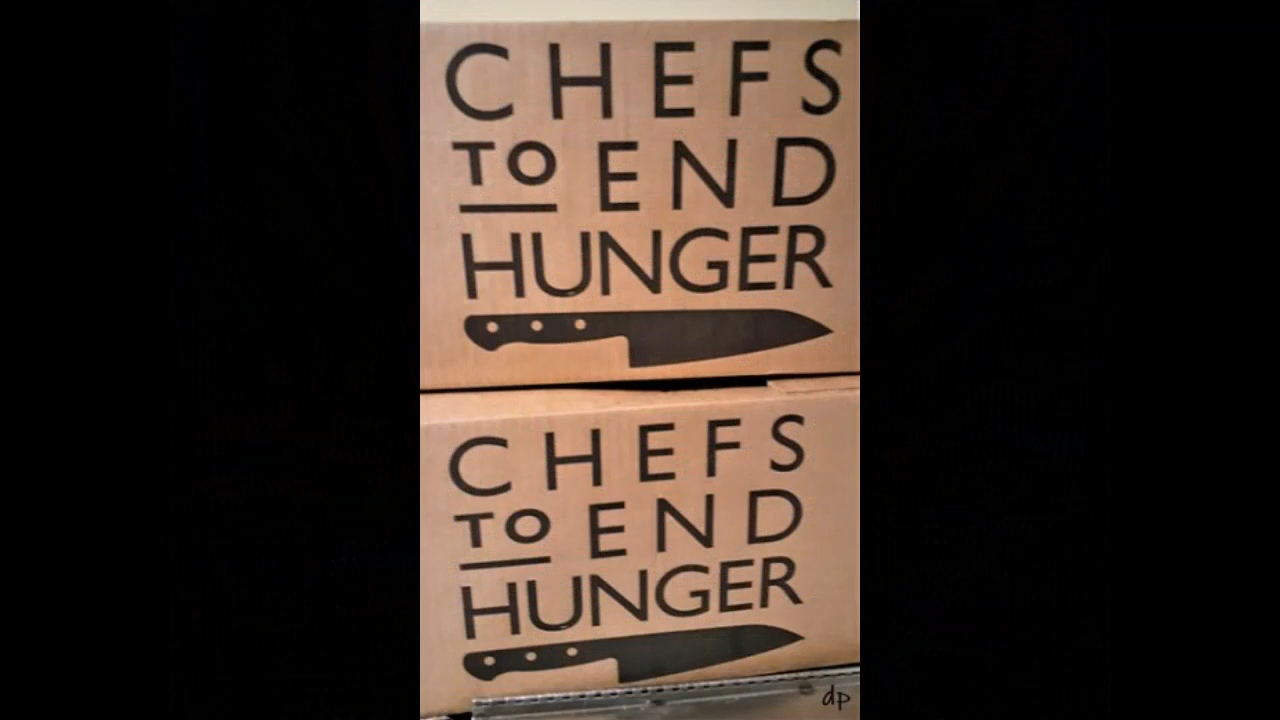 CHEFS
TO END
HUNGER
CHEFS
TO END
HUNGER
dp